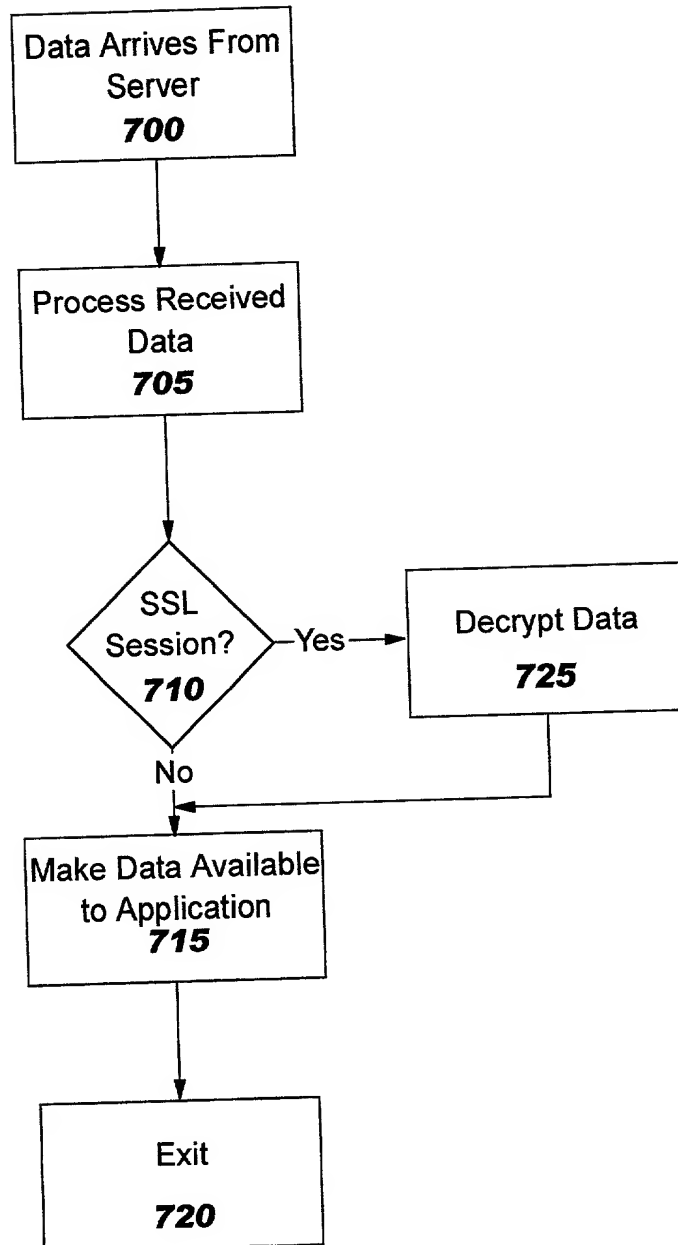 Data Arrives From
Server
700
Process Received
Data
705
SSL
Session?
710
Yes
Decrypt Data
725
No
Make Data Available
to Application
715
Exit
720